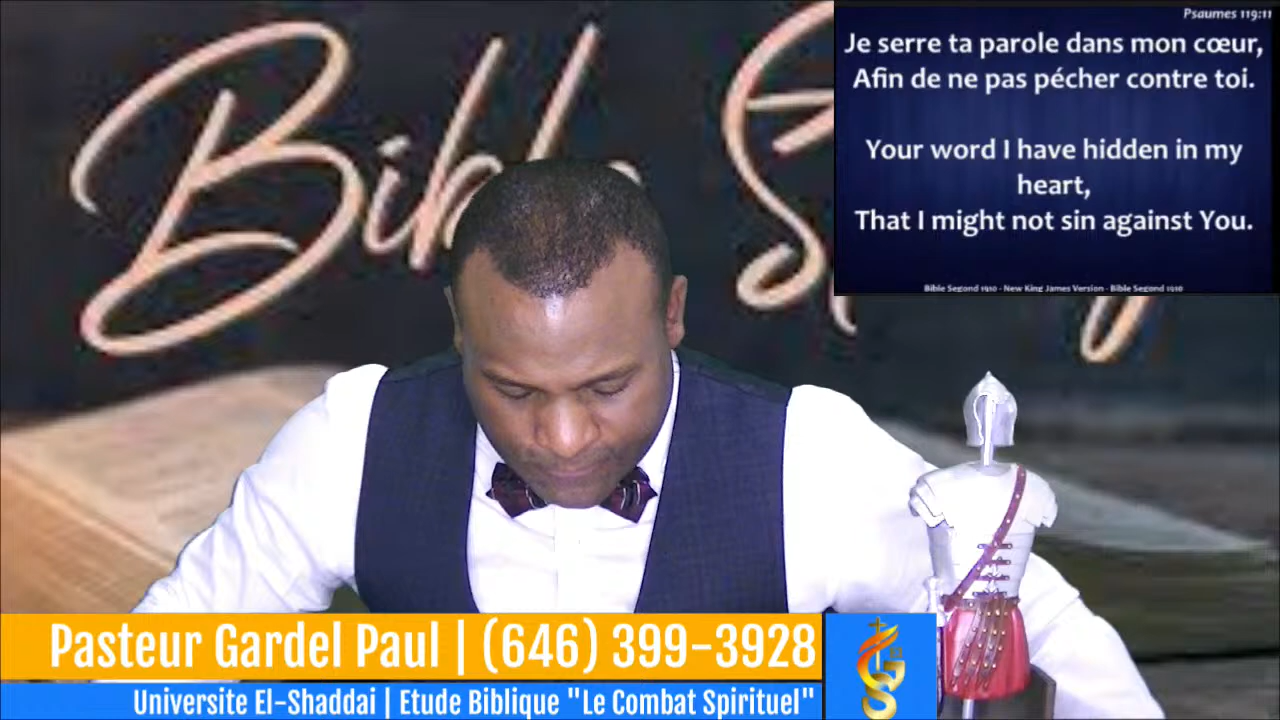 Psaumes 119:11
Je serre ta parole dans mon cœur,
Afin de ne pas pécher contre toi.
Your word I have hidden in my
heart,
That I might not sin against You.
Bible Segond 1910 - New King James Version - Bible Segond 1910
Pasteur Gardel Paul | (646) 399-3928
Universite El-Shaddai | Etude Biblique "Le Combat Spirituel"